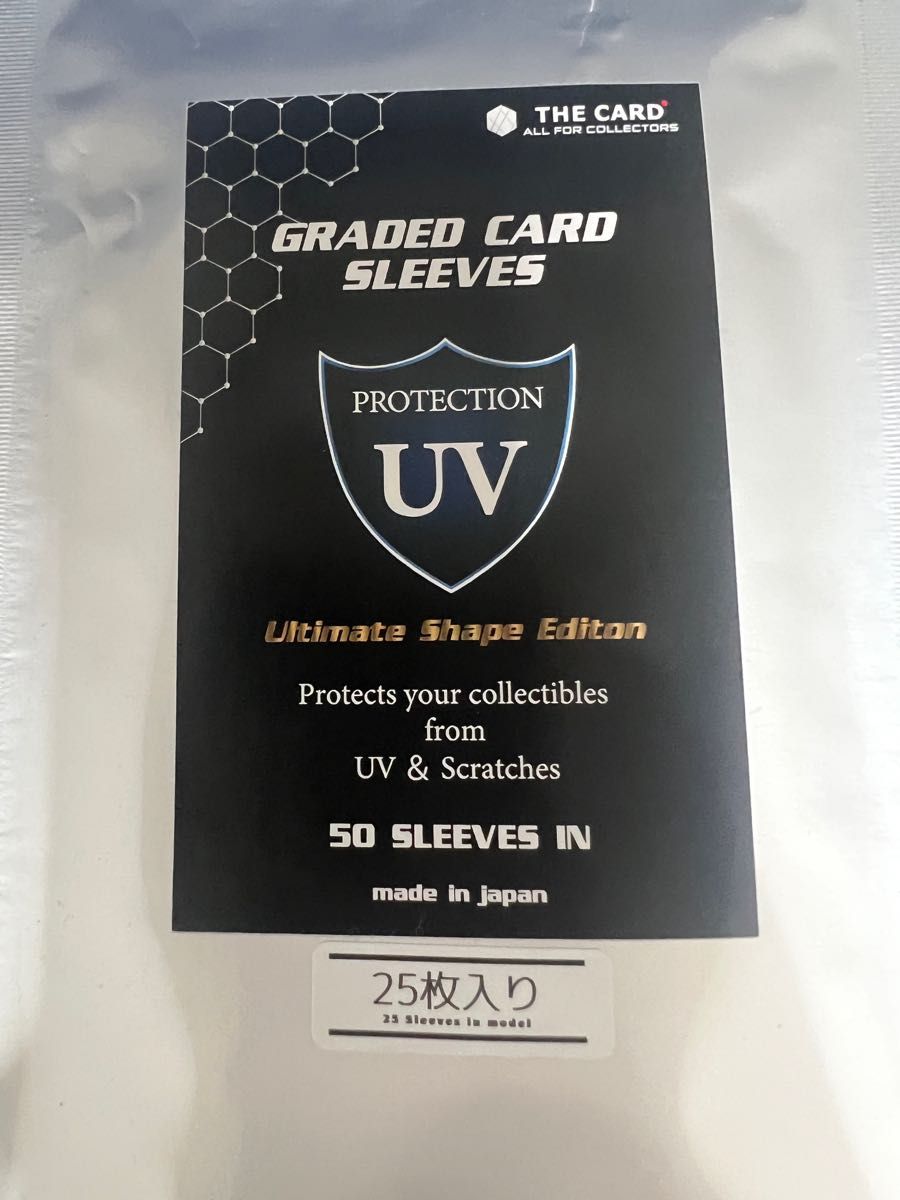 THE CARD
ALL FOR COLLECTORS
GRADED CARD
SLEEVES
PROTECTION
UV
Ultimate Shape Editon
Protects your collectibles
from
UV & Scratches
50 SLEEVES IN
made in japan
25枚入り
25 Sleeves in model